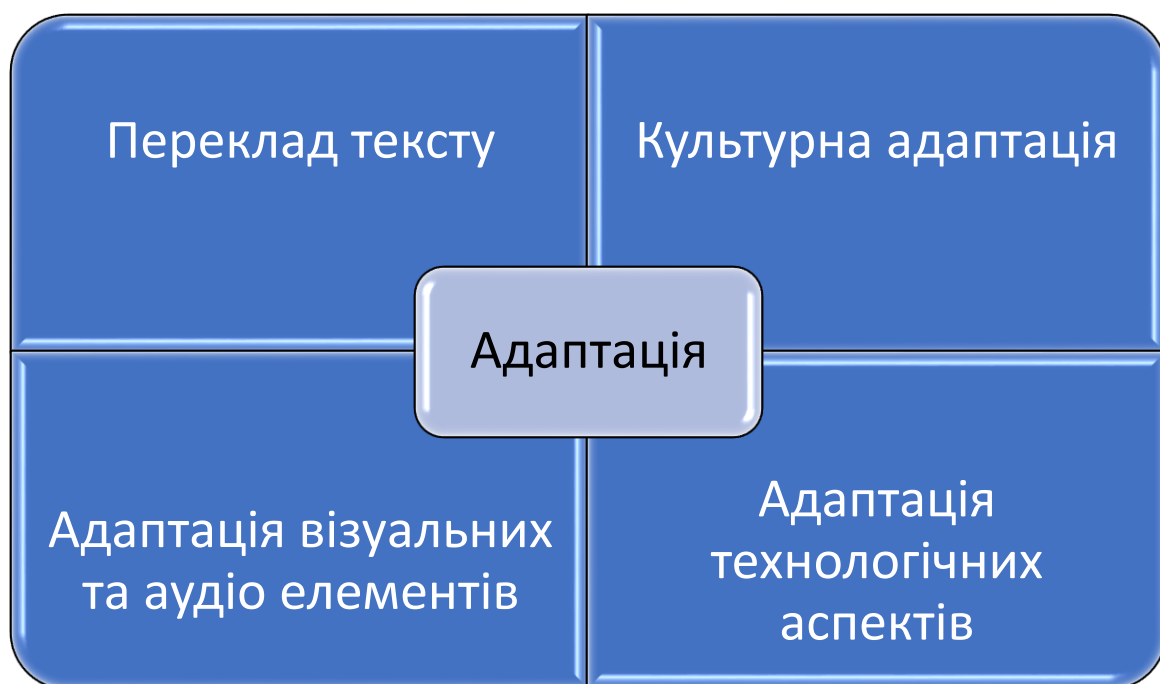 Переклад тексту
Культурна адаптація
Адаптація
Адаптація візуальних
та аудіо елементів
Адаптація
технологічних
аспектів